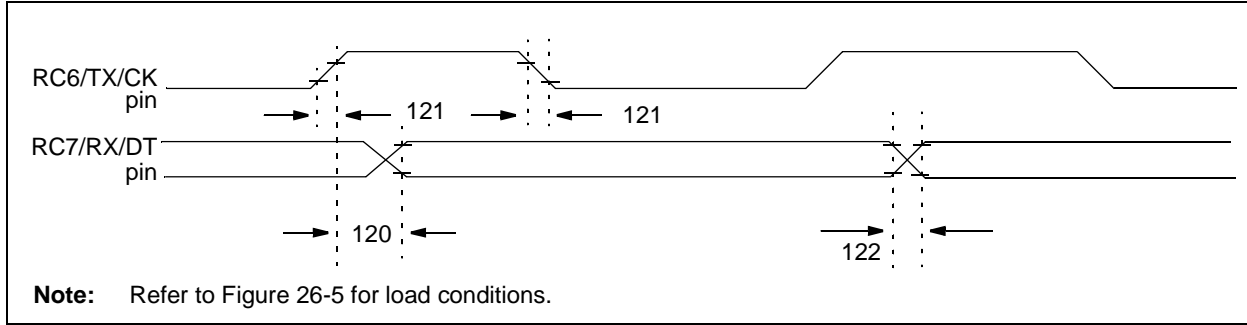 RC6/TX/CK
pin
121
121
RC7/RX/DT
pin
120
122
Note: Refer to Figure 26-5 for load conditions.